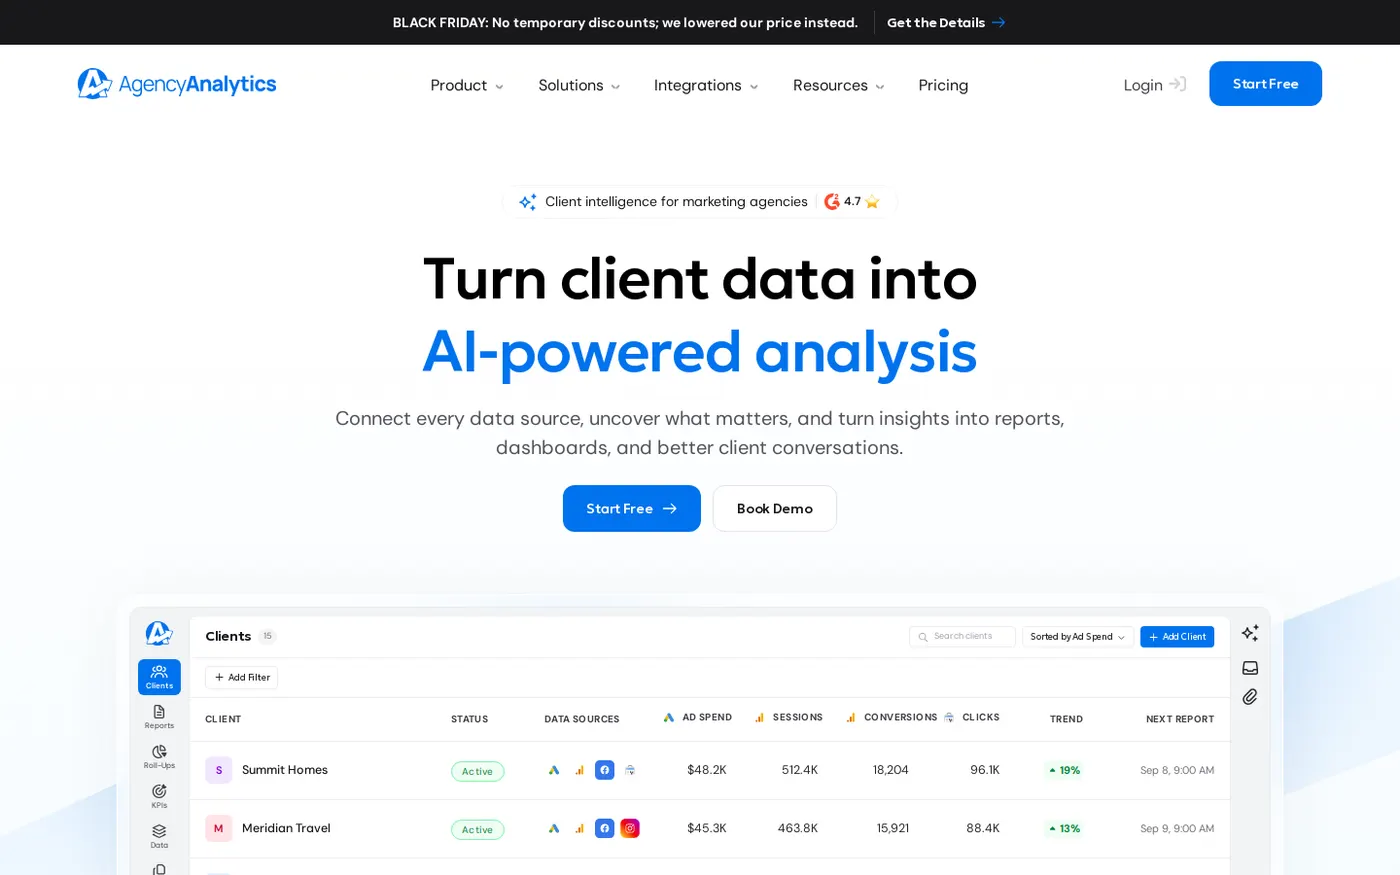 BLACK FRIDAY: No temporary discounts; we lowered our price instead. Get the Details
AgencyAnalytics Product Solutions Integrations Resources Pricing Login Start Free
Client intelligence for marketing agencies 4.7
Turn client data into
AI-powered analysis
Connect every data source, uncover what matters, and turn insights into reports,
dashboards, and better client conversations.
Start Free Book Demo
Clients 15 Search clients Sorted by Ad Spend Add Client
Clients
Add Filter
CLIENT STATUS DATA SOURCES AD SPEND SESSIONS CONVERSIONS CLICKS TREND NEXT REPORT
Reports
S Summit Homes Active $48.2K 512.4K 18,204 96.1K 19% Sep 8, 9:00 AM
Roll-Ups
KPIs
M Meridian Travel Active $45.3K 463.8K 15,921 88.4K 13% Sep 9, 9:00 AM
Data